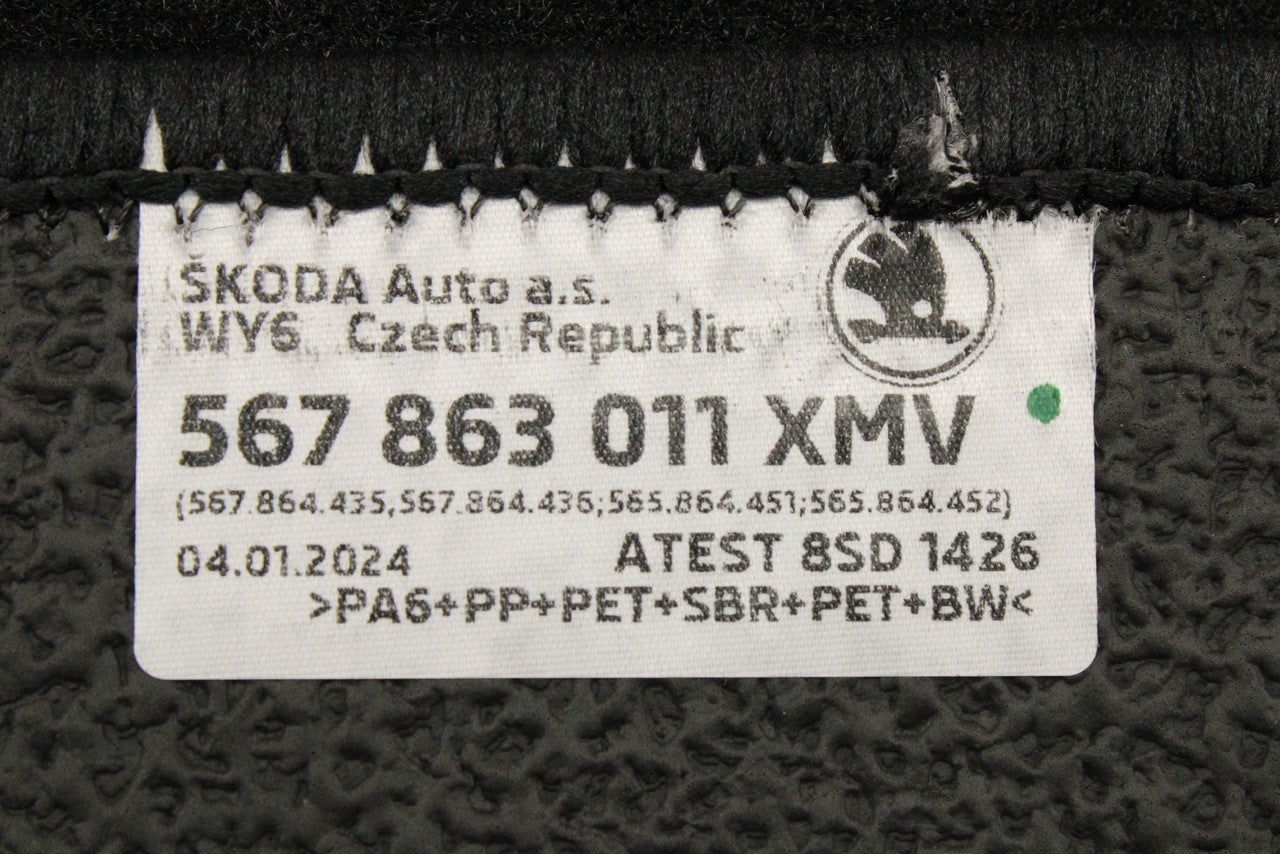 ŠKODA Auto a.s.
WY6 Czech Republic
567 863 011 XMV
(567.864.435,567.864.436;565.864.451;565.864.452)
04.01.2024 ATEST 8SD 1426
>PA6+PP+PET+SBR+PET+BW<